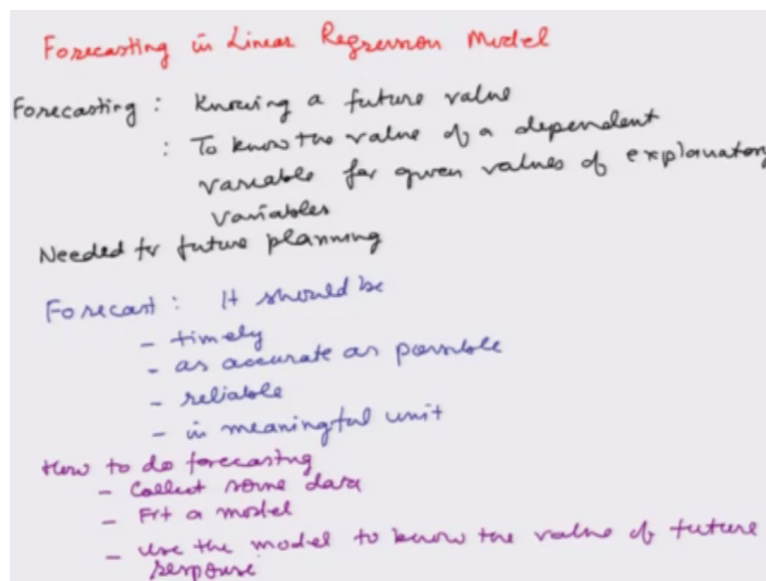 Forecasting in Linear Regression Model
Forecasting : Knowing a future value
: To know the value of a dependent
variable for given values of explanatory
variables
Needed for future planning
Forecast : It should be
- timely
- as accurate as possible
- reliable
- in meaningful unit
How to do forecasting
- Collect some data
- Fit a model
- Use the model to know the value of future
response